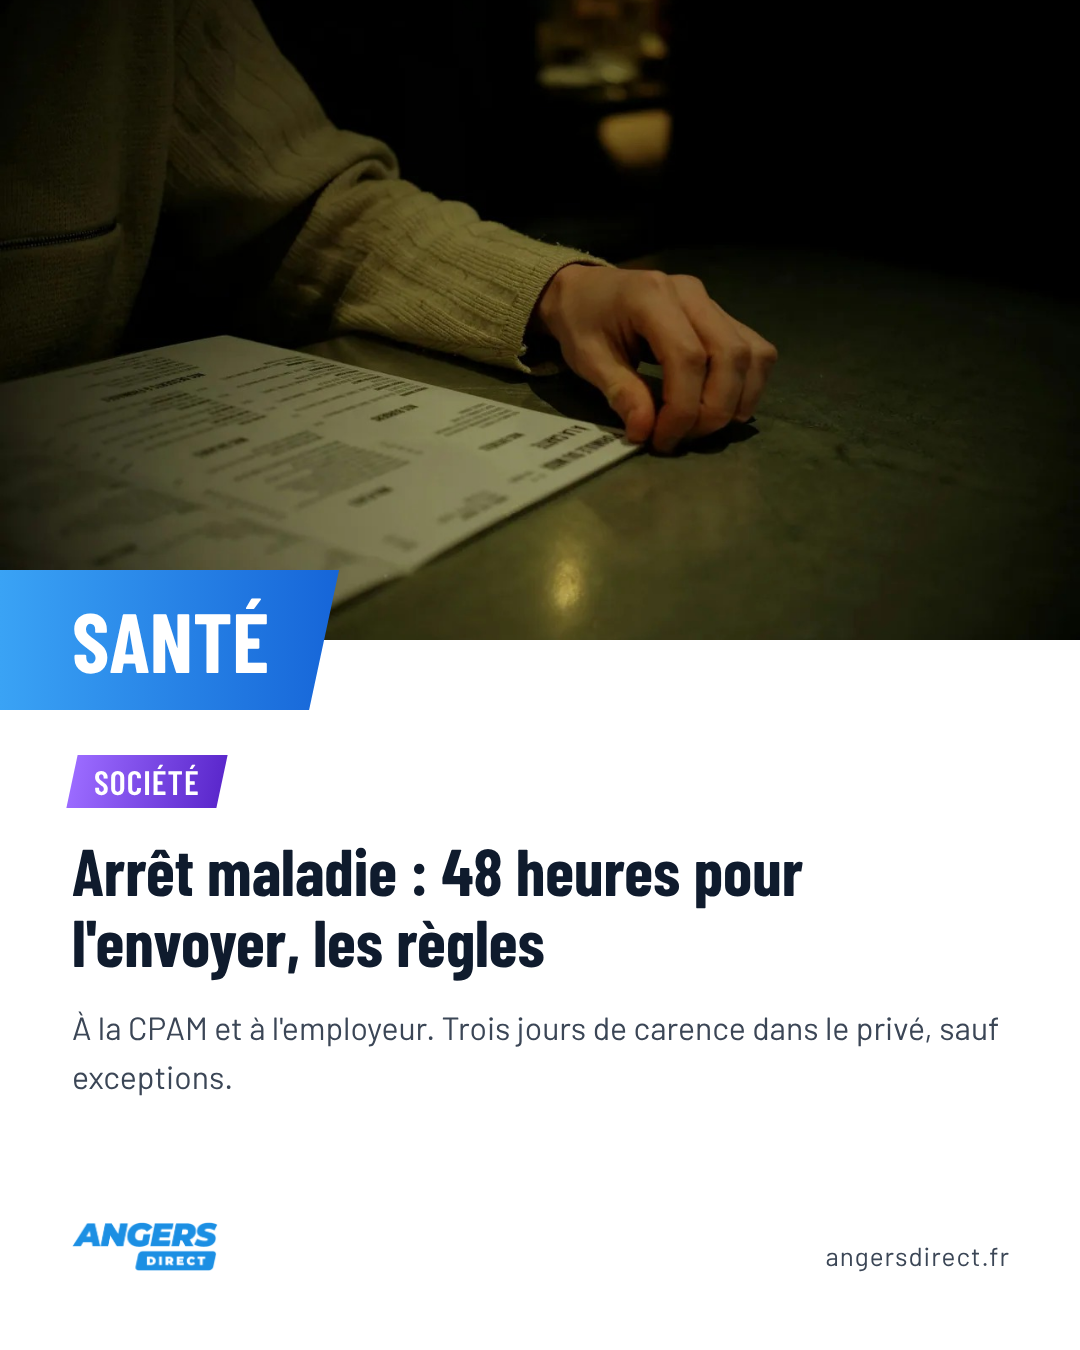 SANTÉ
SOCIÉTÉ
Arrêt maladie : 48 heures pour
l'envoyer, les règles
À la CPAM et à l'employeur. Trois jours de carence dans le privé, sauf
exceptions.
ANGERS
DIRECT
angersdirect.fr